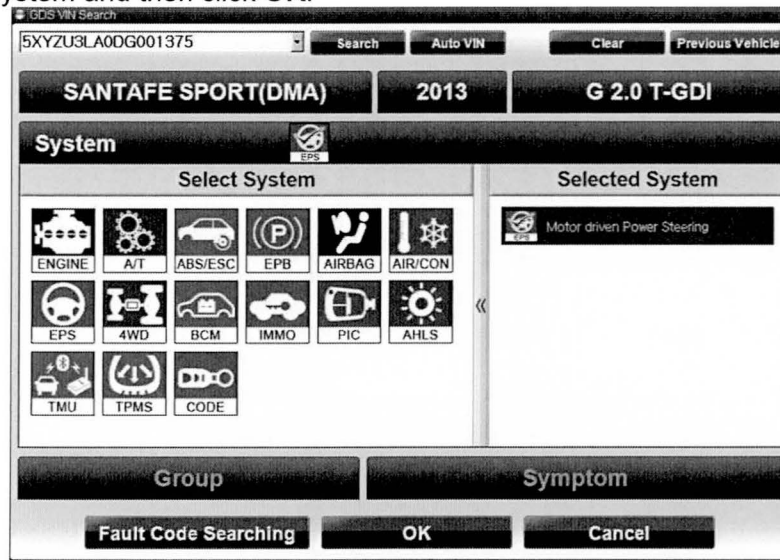 GDS VIN Search
5XYZU3LA0DG001375 Search Auto VIN Clear Previous Vehicle
SANTAFE SPORT(DMA) 2013 G 2.0 T-GDI
System EPS
Select System Selected System
EPS Motor driven Power Steering
ENGINE A/T ABS/ESC EPB AIRBAG AIR/CON
EPS 4WD BCM IMMO PIC AHLS
TMU TPMS CODE
Group Symptom
Fault Code Searching OK Cancel